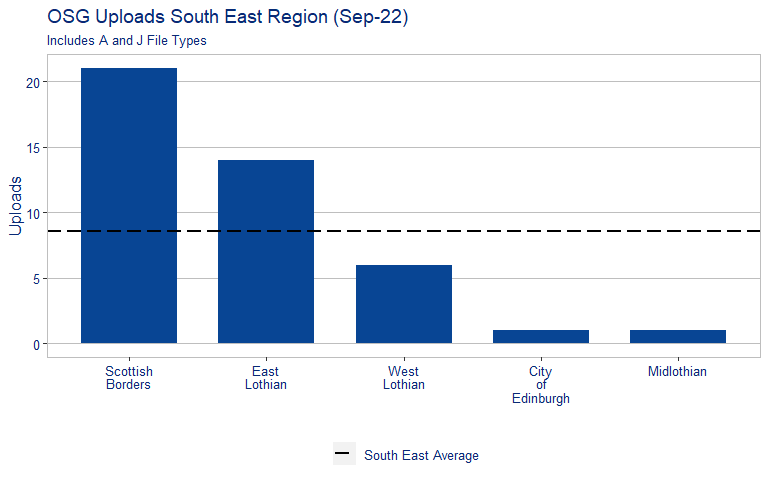 OSG Uploads South East Region (Sep-22)
Includes A and J File Types
Uploads
20
15
10
5
0
Scottish
Borders
East
Lothian
West
Lothian
City
of
Edinburgh
Midlothian
South East Average